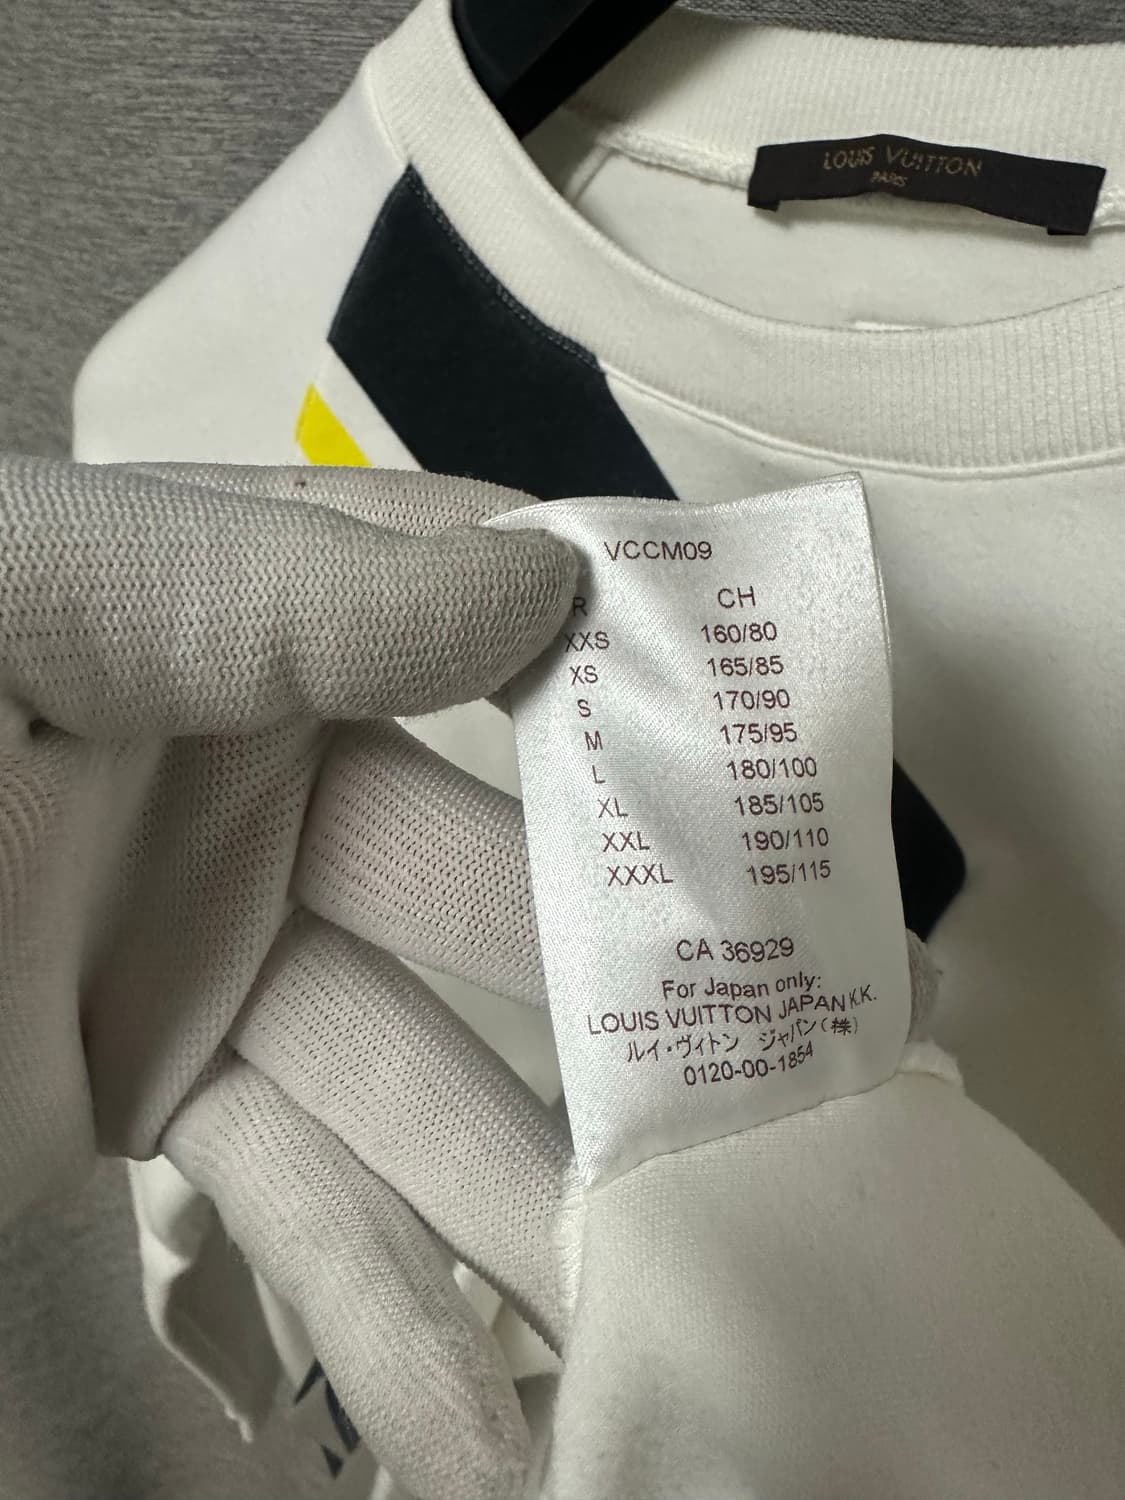 LOUIS VUITTON
PARIS
VCCM09
R CH
XXS 160/80
XS 165/85
S 170/90
M 175/95
L 180/100
XL 185/105
XXL 190/110
XXXL 195/115
CA 36929
For Japan only:
LOUIS VUITTON JAPAN K.K.
ルイ・ヴィトン ジャパン(株)
0120-00-1854